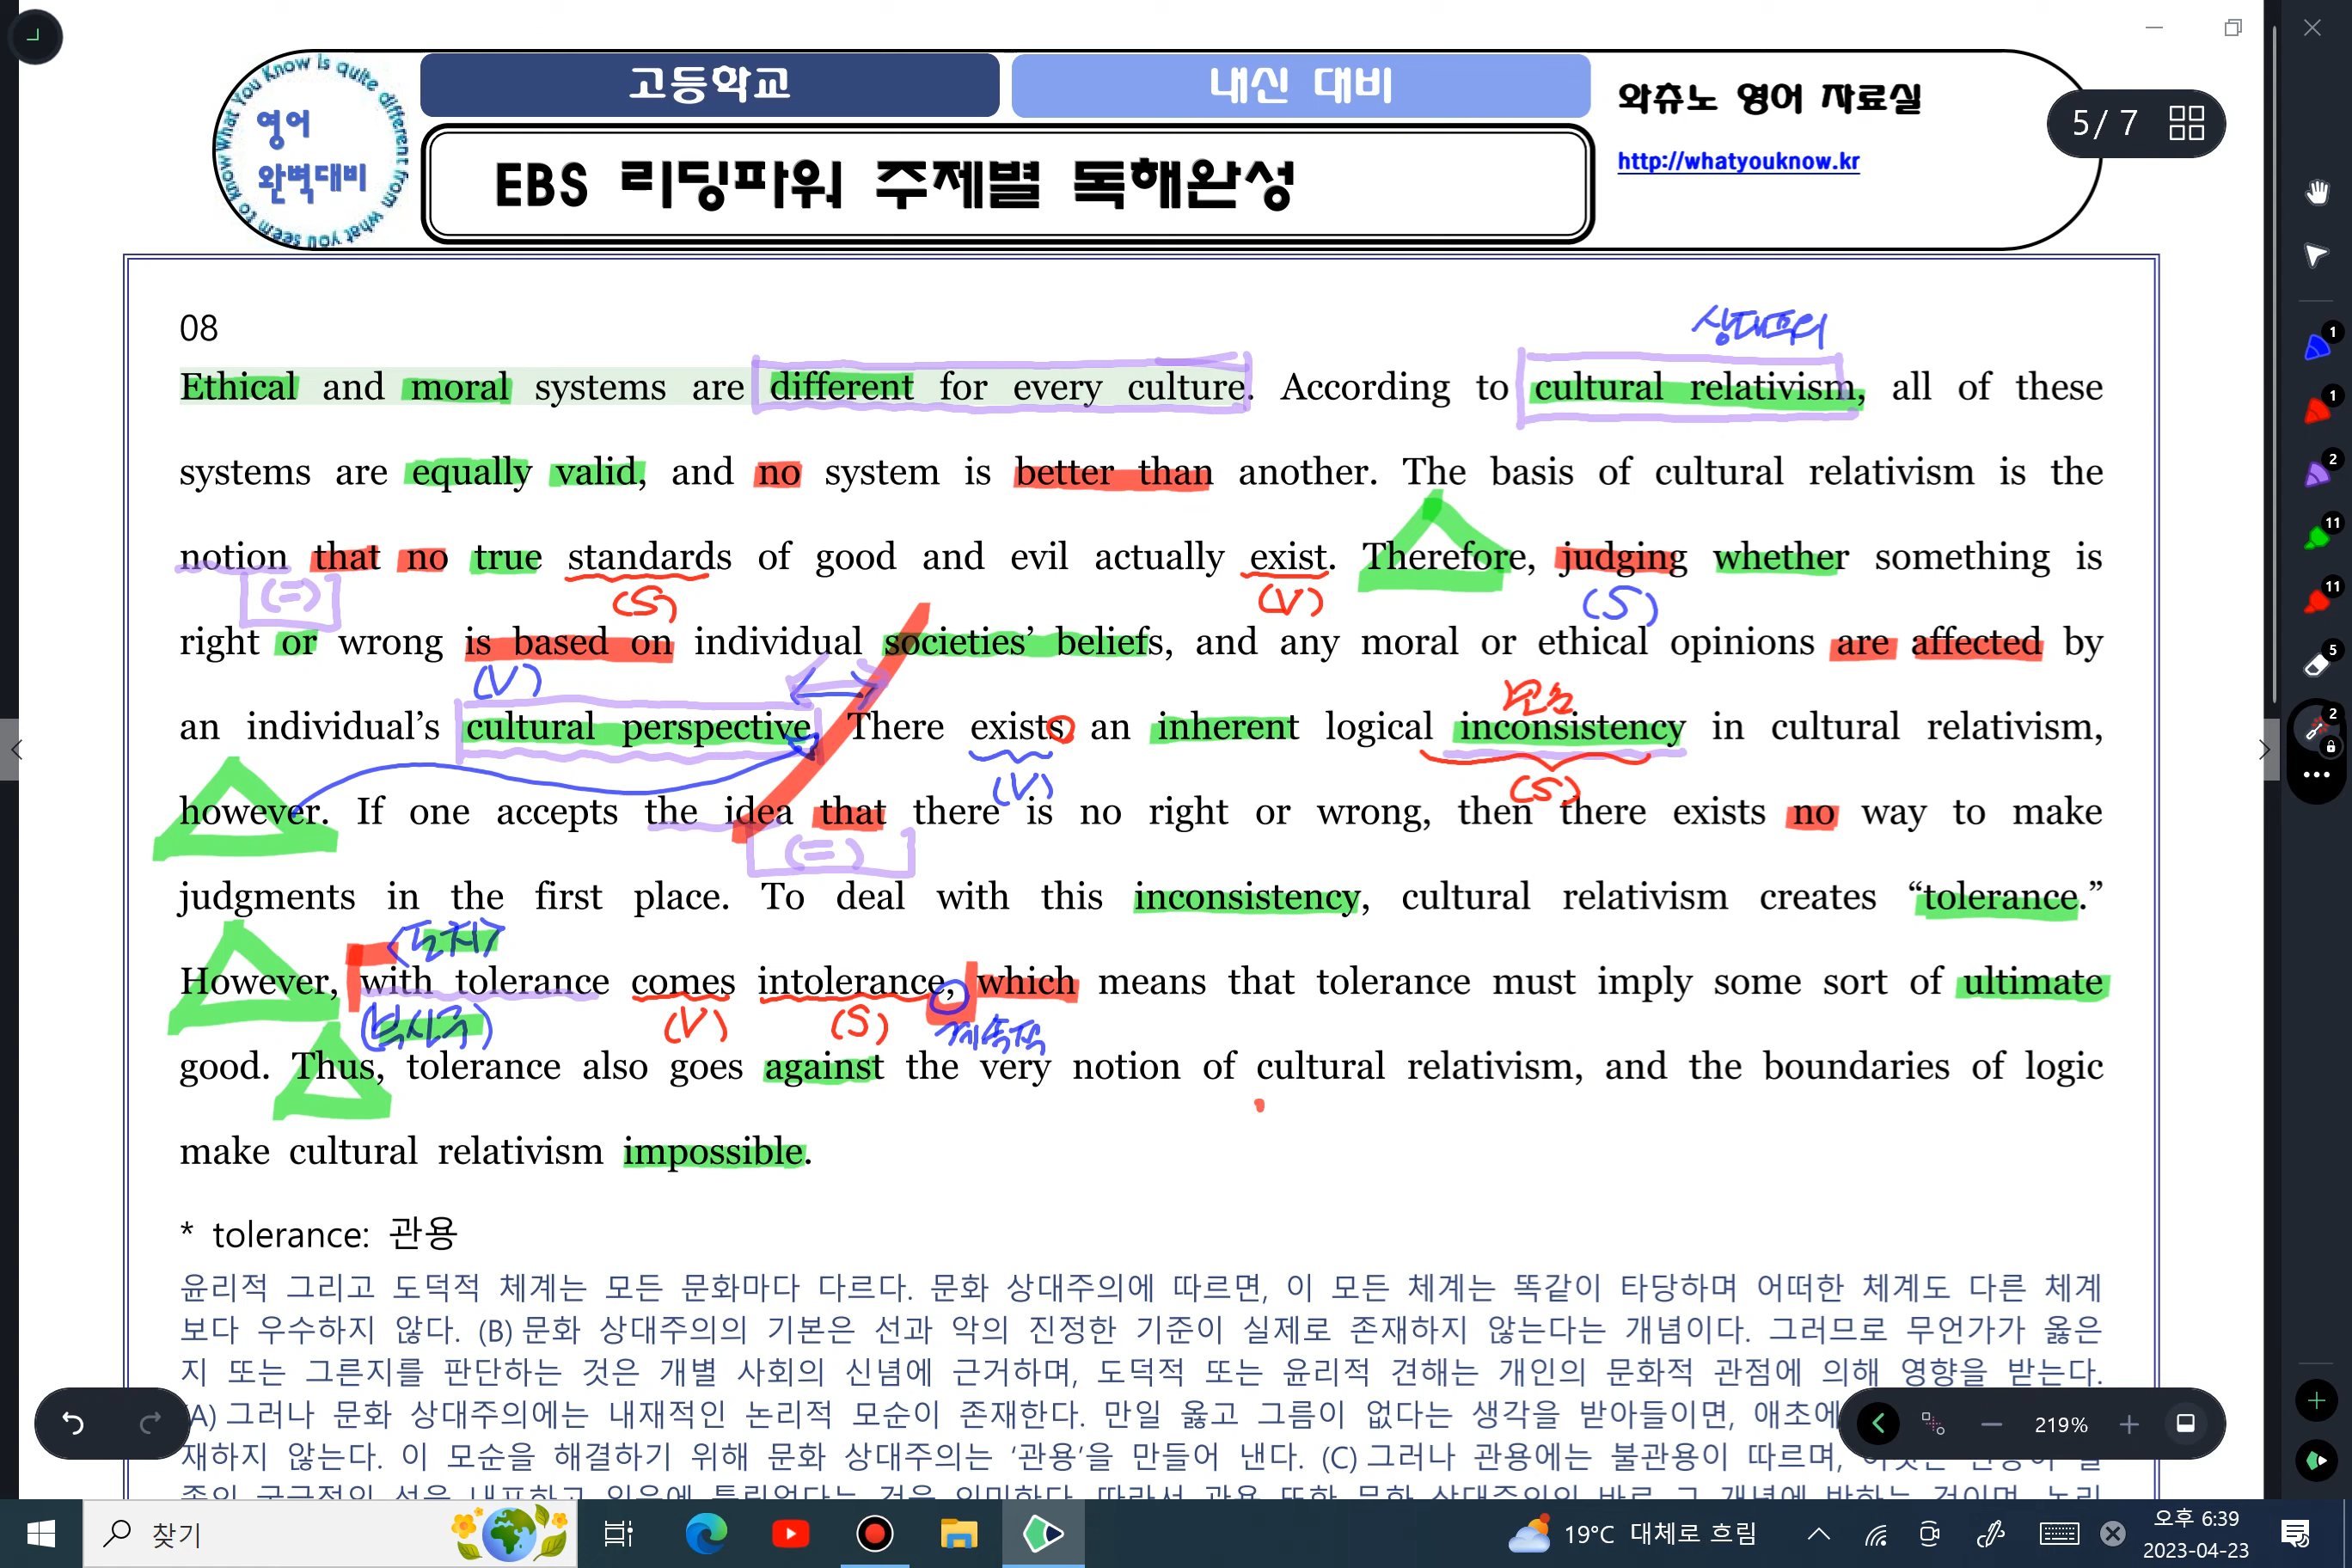 What You Know is quite different from what you seem to know
영어
완벽대비
고등학교
내신 대비
와츄노 영어 자료실
http://whatyouknow.kr
EBS 리딩파워 주제별 독해완성
5/ 7
08
상대주의
Ethical and moral systems are different for every culture. According to cultural relativism, all of these
systems are equally valid, and no system is better than another. The basis of cultural relativism is the
notion that no true standards of good and evil actually exist. Therefore, judging whether something is
(=) (S) (V) (S)
right or wrong is based on individual societies' beliefs, and any moral or ethical opinions are affected by
(V)
모순
an individual's cultural perspective. There exists an inherent logical inconsistency in cultural relativism,
(V) (S)
however. If one accepts the idea that there is no right or wrong, then there exists no way to make
(=)
judgments in the first place. To deal with this inconsistency, cultural relativism creates “tolerance.”
<도치>
However, with tolerance comes intolerance, which means that tolerance must imply some sort of ultimate
(부사구) (V) (S) 계속적
good. Thus, tolerance also goes against the very notion of cultural relativism, and the boundaries of logic
make cultural relativism impossible.
* tolerance: 관용
윤리적 그리고 도덕적 체계는 모든 문화마다 다르다. 문화 상대주의에 따르면, 이 모든 체계는 똑같이 타당하며 어떠한 체계도 다른 체계
보다 우수하지 않다. (B) 문화 상대주의의 기본은 선과 악의 진정한 기준이 실제로 존재하지 않는다는 개념이다. 그러므로 무언가가 옳은
지 또는 그른지를 판단하는 것은 개별 사회의 신념에 근거하며, 도덕적 또는 윤리적 견해는 개인의 문화적 관점에 의해 영향을 받는다.
(A) 그러나 문화 상대주의에는 내재적인 논리적 모순이 존재한다. 만일 옳고 그름이 없다는 생각을 받아들이면, 애초에
재하지 않는다. 이 모순을 해결하기 위해 문화 상대주의는 ‘관용’을 만들어 낸다. (C) 그러나 관용에는 불관용이 따르며,
219%
1
1
2
11
11
5
2
찾기
19°C 대체로 흐림
오후 6:39
2023-04-23